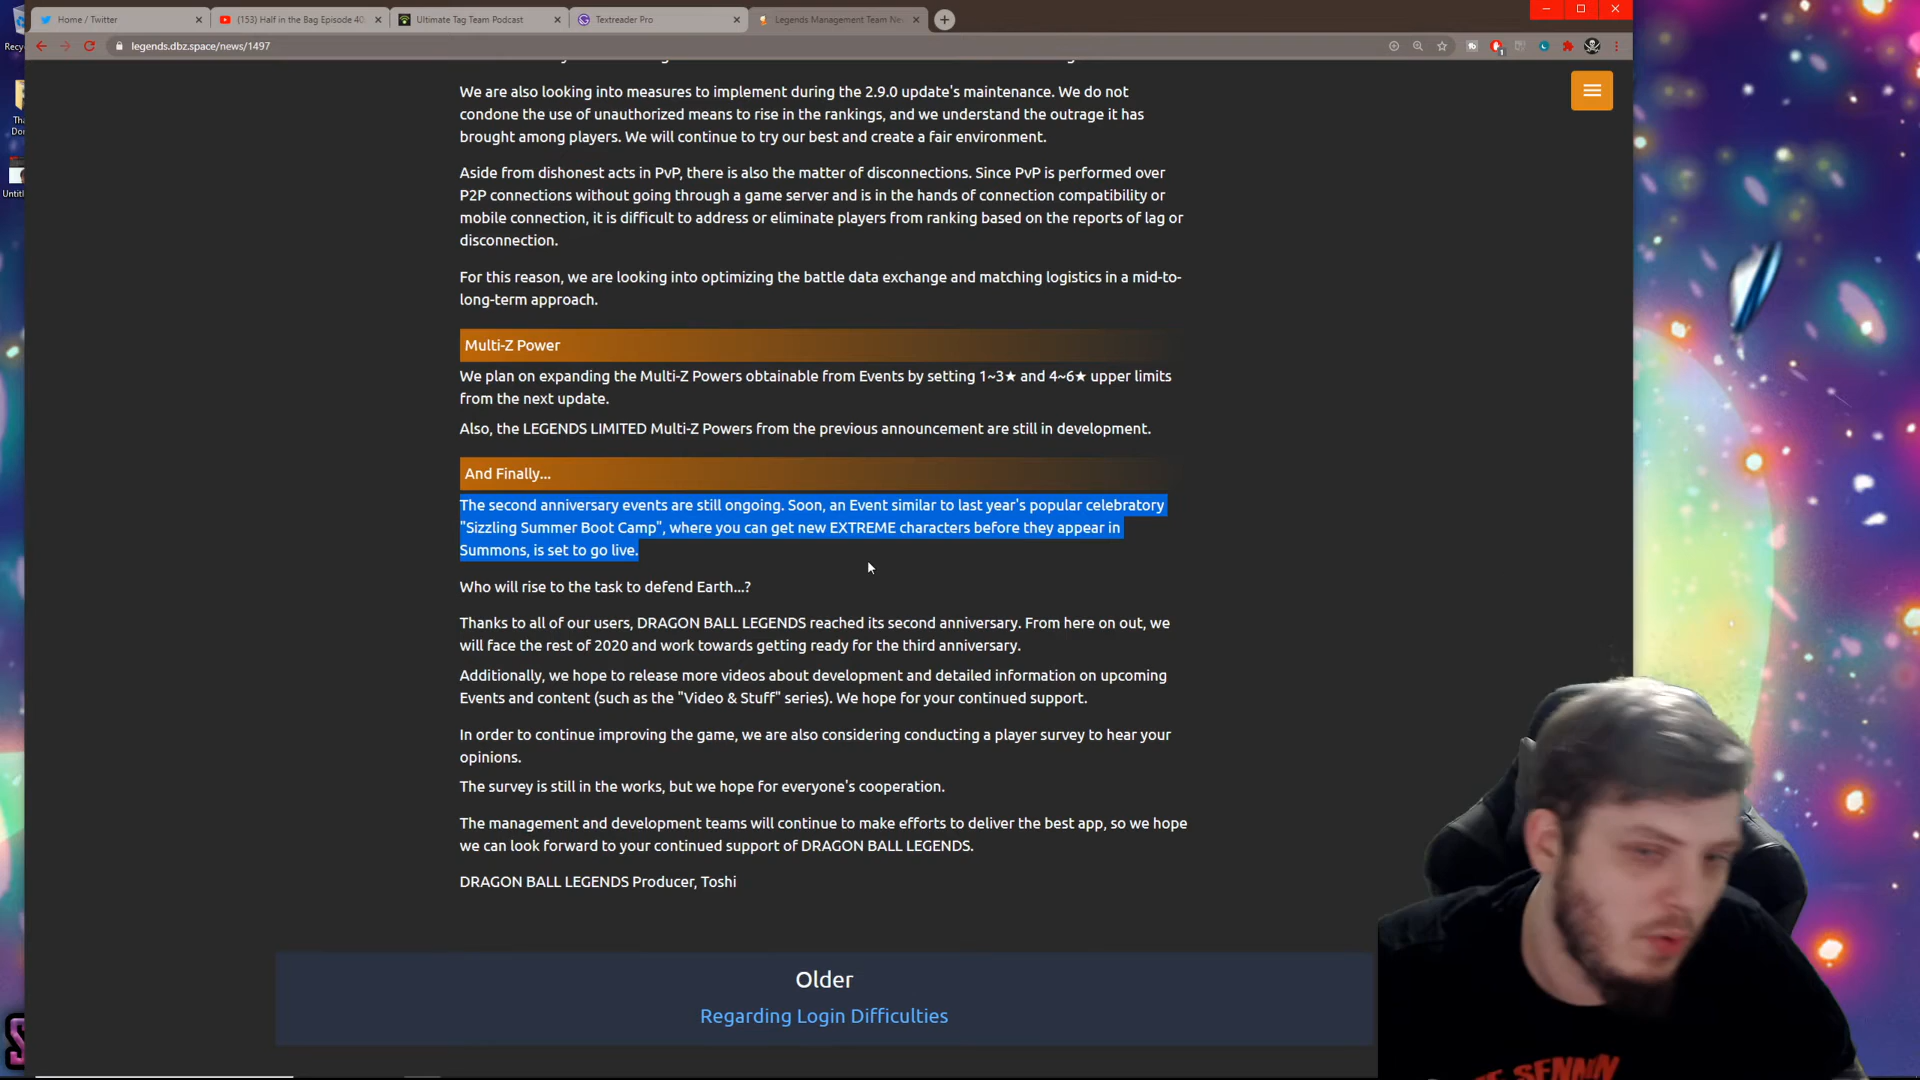 Home / Twitter
(153) Half in the Bag Episode 40
Ultimate Tag Team Podcast
Textreader Pro
Legends Management Team Ne
legends.dbz.space/news/1497
We are also looking into measures to implement during the 2.9.0 update's maintenance. We do not
condone the use of unauthorized means to rise in the rankings, and we understand the outrage it has
brought among players. We will continue to try our best and create a fair environment.
Aside from dishonest acts in PvP, there is also the matter of disconnections. Since PvP is performed over
P2P connections without going through a game server and is in the hands of connection compatibility or
mobile connection, it is difficult to address or eliminate players from ranking based on the reports of lag or
disconnection.
For this reason, we are looking into optimizing the battle data exchange and matching logistics in a mid-to-
long-term approach.
Multi-Z Power
We plan on expanding the Multi-Z Powers obtainable from Events by setting 1~3★ and 4~6★ upper limits
from the next update.
Also, the LEGENDS LIMITED Multi-Z Powers from the previous announcement are still in development.
And Finally...
The second anniversary events are still ongoing. Soon, an Event similar to last year's popular celebratory
"Sizzling Summer Boot Camp", where you can get new EXTREME characters before they appear in
Summons, is set to go live.
Who will rise to the task to defend Earth...?
Thanks to all of our users, DRAGON BALL LEGENDS reached its second anniversary. From here on out, we
will face the rest of 2020 and work towards getting ready for the third anniversary.
Additionally, we hope to release more videos about development and detailed information on upcoming
Events and content (such as the "Video & Stuff" series). We hope for your continued support.
In order to continue improving the game, we are also considering conducting a player survey to hear your
opinions.
The survey is still in the works, but we hope for everyone's cooperation.
The management and development teams will continue to make efforts to deliver the best app, so we hope
we can look forward to your continued support of DRAGON BALL LEGENDS.
DRAGON BALL LEGENDS Producer, Toshi
Older
Regarding Login Difficulties
SENNIN